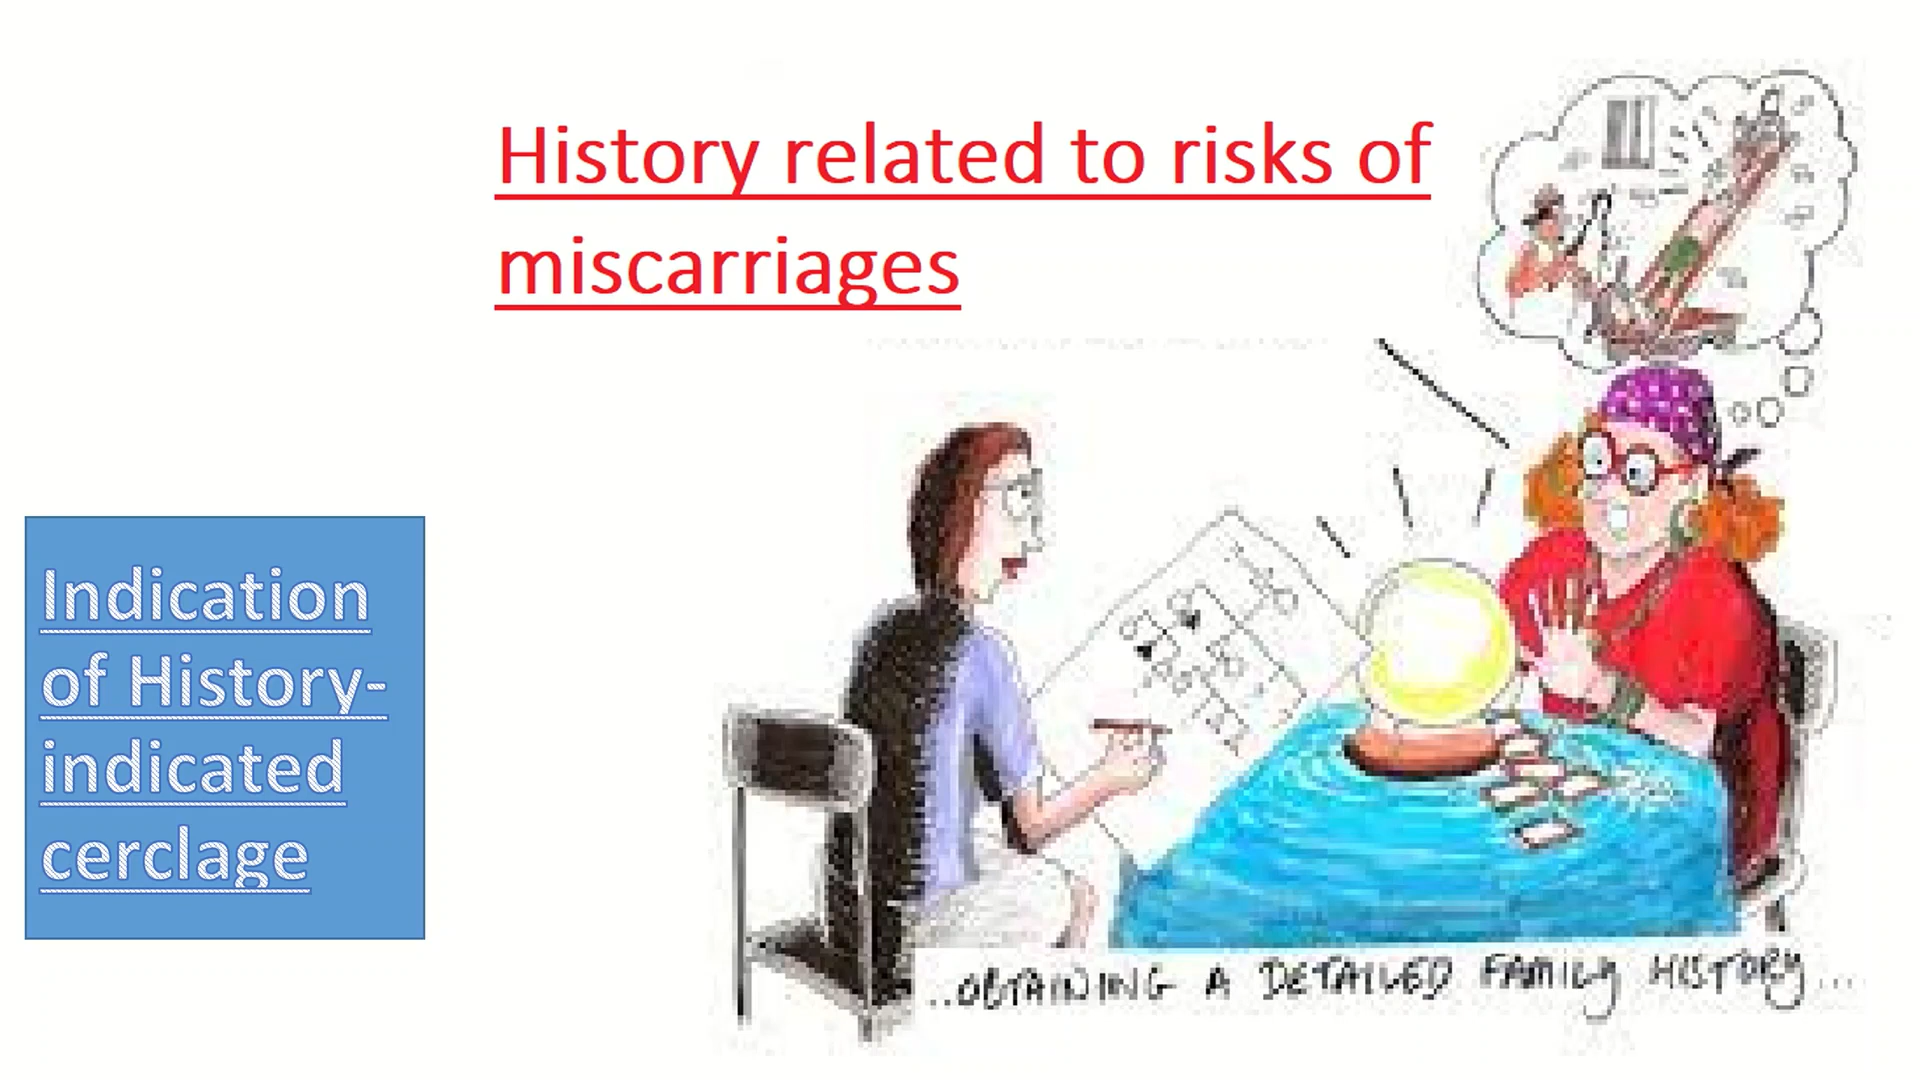 History related to risks of
miscarriages
Indication
of History-
indicated
cerclage
..OBTAINING A DETAILED FAMILY HISTORY...